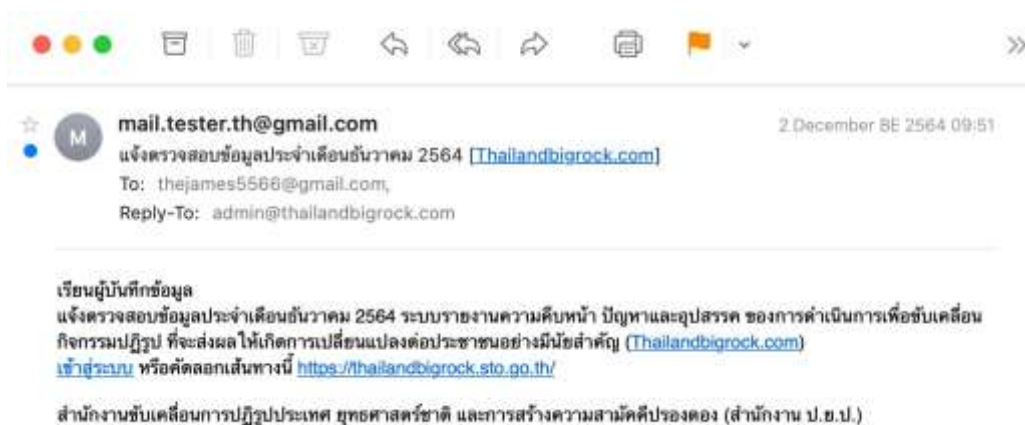 M
mail.tester.th@gmail.com
2 December BE 2564 09:51
แจ้งตรวจสอบข้อมูลประจำเดือนธันวาคม 2564 [Thailandbigrock.com]
To: thejames5566@gmail.com,
Reply-To: admin@thailandbigrock.com
เรียนผู้บันทึกข้อมูล
แจ้งตรวจสอบข้อมูลประจำเดือนธันวาคม 2564 ระบบรายงานความคืบหน้า ปัญหาและอุปสรรค ของการดำเนินการเพื่อขับเคลื่อน
กิจกรรมปฏิรูป ที่จะส่งผลให้เกิดการเปลี่ยนแปลงต่อประชาชนอย่างมีนัยสำคัญ (Thailandbigrock.com)
เข้าสู่ระบบ หรือคัดลอกเส้นทางนี้ https://thailandbigrock.sto.go.th/
สำนักงานขับเคลื่อนการปฏิรูปประเทศ ยุทธศาสตร์ชาติ และการสร้างความสามัคคีปรองดอง (สำนักงาน ป.ย.ป.)